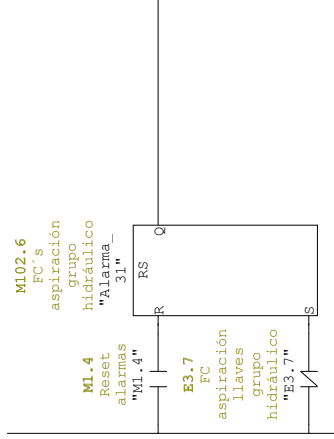 M102.6
FC´s
aspiración
grupo
hidráulico
"Alarma_
31"
RS
R
Q
S
M1.4
Reset
alarmas
"M1.4"
E3.7
FC
aspiración
llaves
grupo
hidráulico
"E3.7"